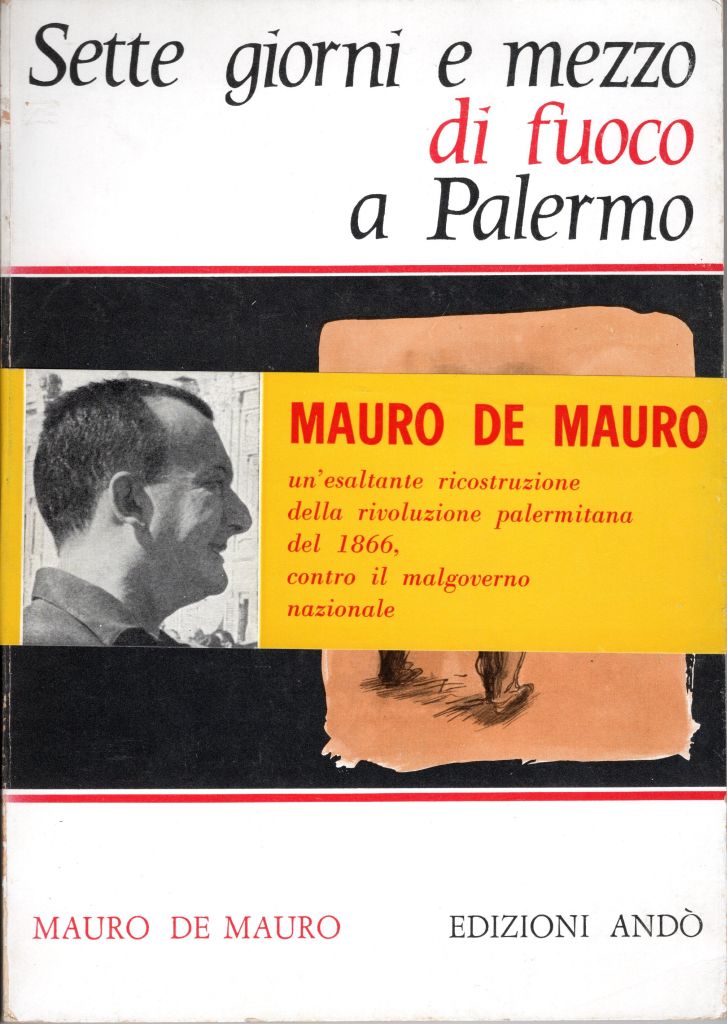 Sette giorni e mezzo
di fuoco
a Palermo
MAURO DE MAURO
un'esaltante ricostruzione
della rivoluzione palermitana
del 1866,
contro il malgoverno
nazionale
MAURO DE MAURO
EDIZIONI ANDÒ